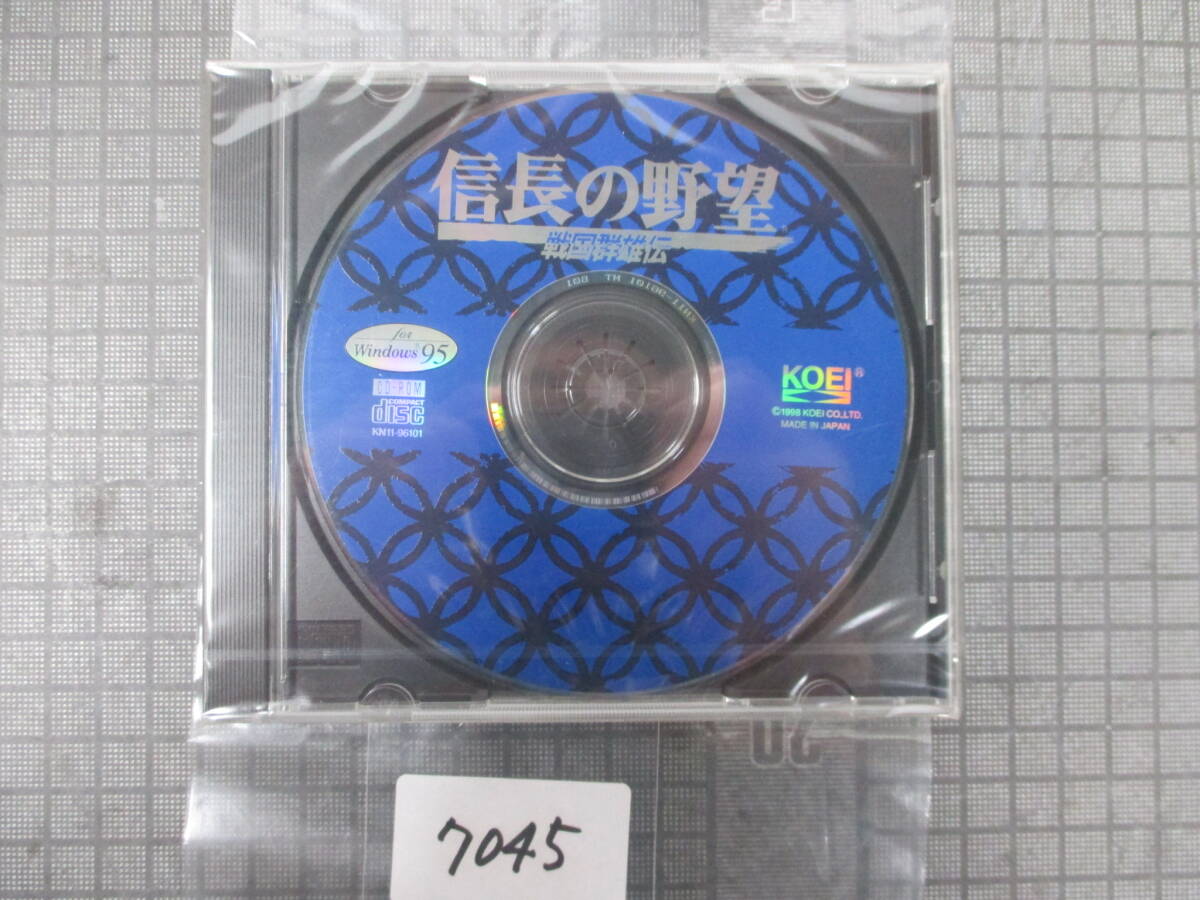 信長の野望
戦国群雄伝
for
Windows®95
CD-ROM
COMPACT
disc
KN11-96101
KOEI®
©1998 KOEI CO.,LTD.
MADE IN JAPAN
7045